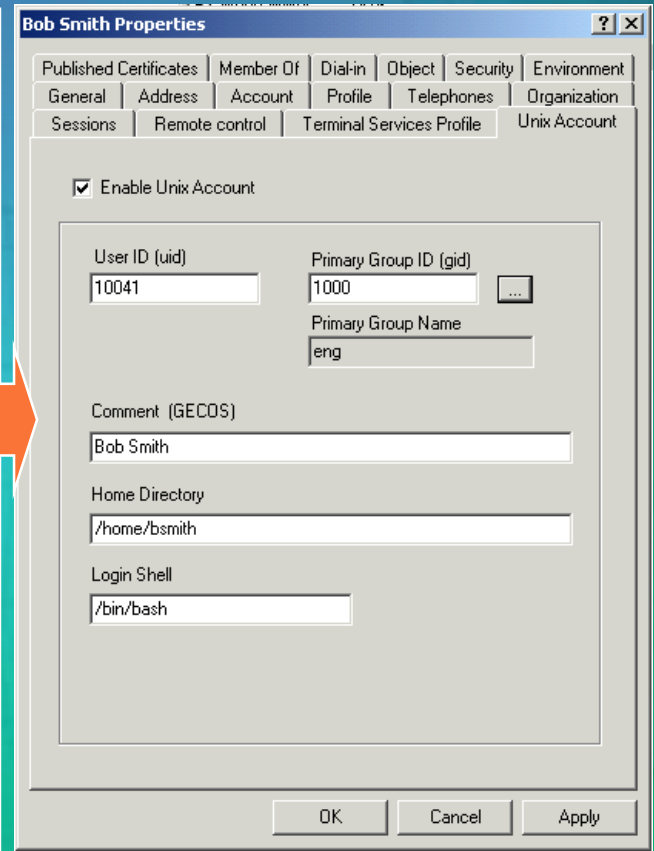 Bob Smith Properties
Published Certificates Member Of Dial-in Object Security Environment
General Address Account Profile Telephones Organization
Sessions Remote control Terminal Services Profile Unix Account
Enable Unix Account
User ID (uid) Primary Group ID (gid)
10041 1000 ...
Primary Group Name
eng
Comment (GECOS)
Bob Smith
Home Directory
/home/bsmith
Login Shell
/bin/bash
OK Cancel Apply